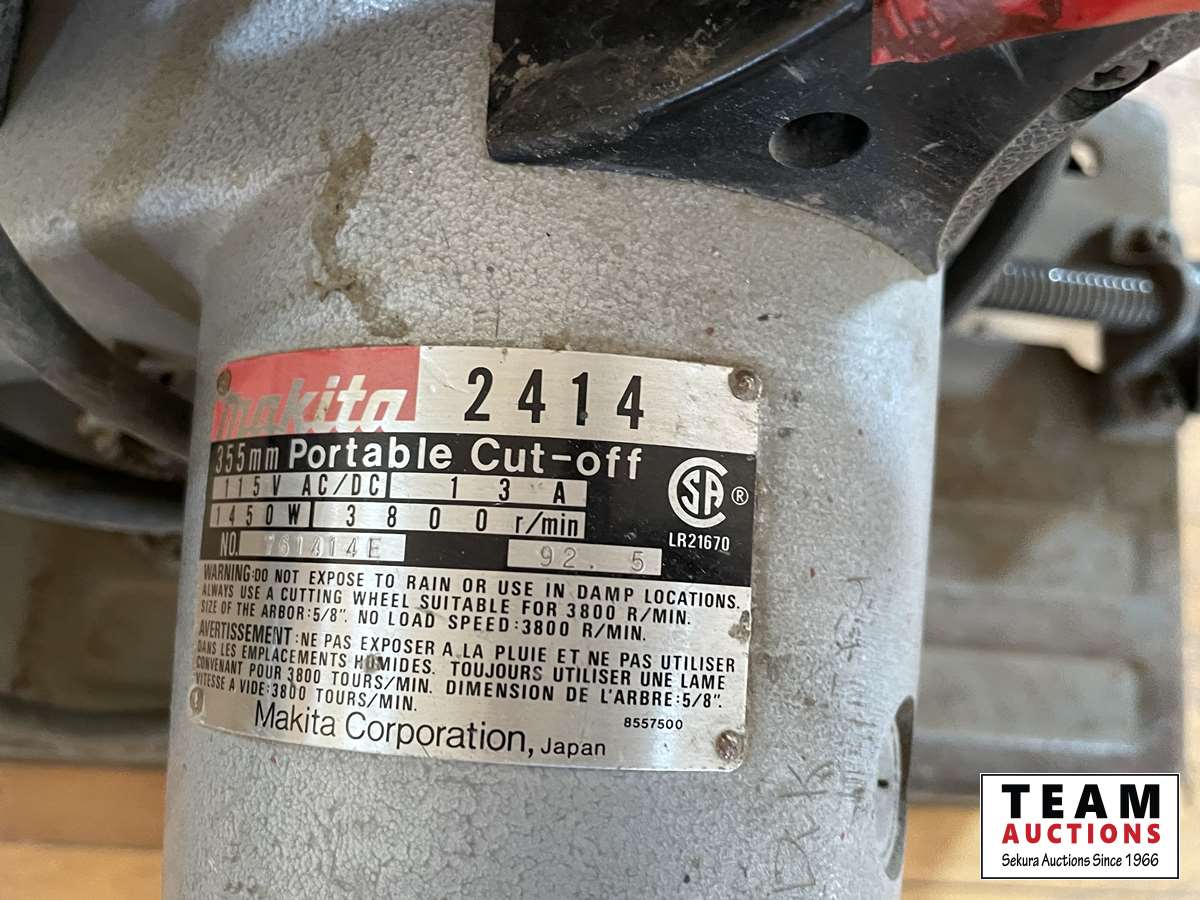 makita 2414
355mm Portable Cut-off
115V AC/DC 13A
1450W 3800 r/min
NO. 761414E 92. 5
CSA ®
LR21670
WARNING:DO NOT EXPOSE TO RAIN OR USE IN DAMP LOCATIONS.
ALWAYS USE A CUTTING WHEEL SUITABLE FOR 3800 R/MIN.
SIZE OF THE ARBOR:5/8". NO LOAD SPEED:3800 R/MIN.
AVERTISSEMENT:NE PAS EXPOSER A LA PLUIE ET NE PAS UTILISER
DANS LES EMPLACEMENTS HUMIDES. TOUJOURS UTILISER UNE LAME
CONVENANT POUR 3800 TOURS/MIN. DIMENSION DE L'ARBRE:5/8".
VITESSE A VIDE:3800 TOURS/MIN.
8557500
Makita Corporation, Japan
TEAM
AUCTIONS
Sekura Auctions Since 1966